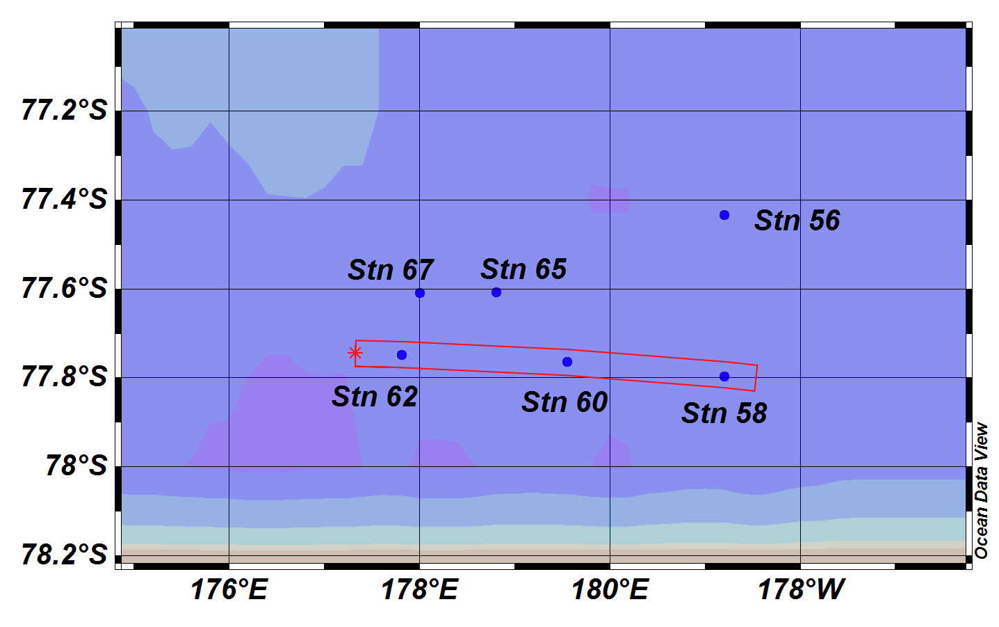 77.2°S
77.4°S
Stn 56
Stn 67
Stn 65
77.6°S
77.8°S
Stn 62
Stn 60
Stn 58
78°S
78.2°S
Ocean Data View
176°E
178°E
180°E
178°W